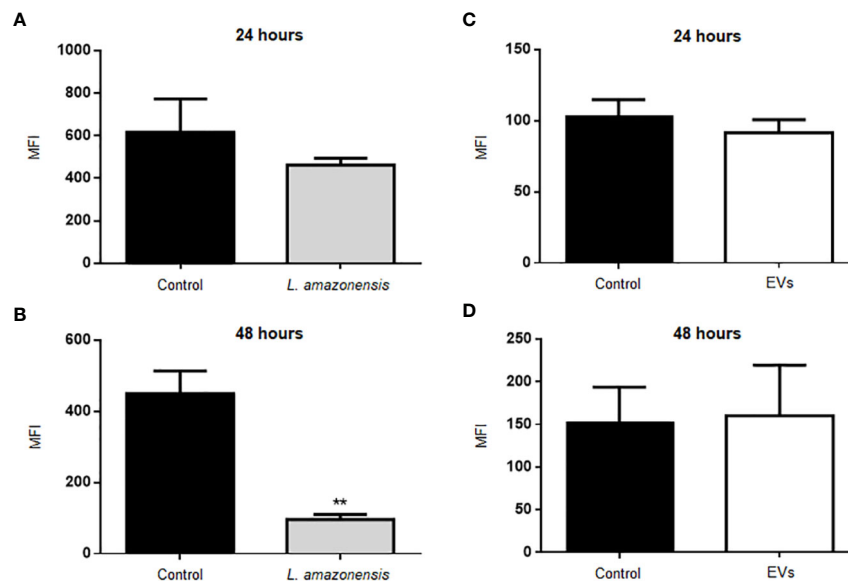 A
24 hours
1000
800
600
400
200
0
MFI
Control
L. amazonensis
C
24 hours
150
100
50
0
MFI
Control
EVs
B
48 hours
600
400
200
0
MFI
**
Control
L. amazonensis
D
48 hours
250
200
150
100
50
0
MFI
Control
EVs